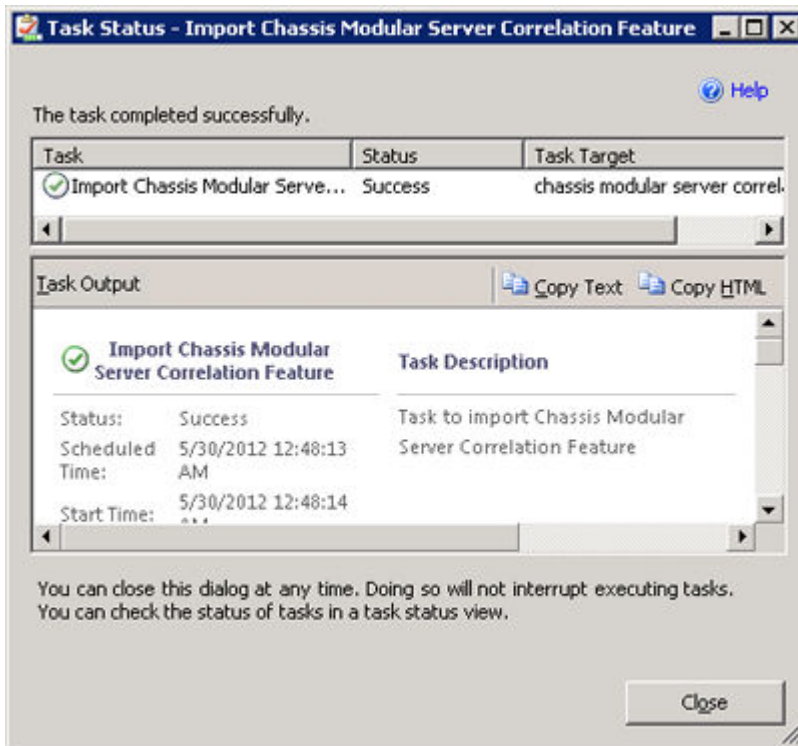 Task Status - Import Chassis Modular Server Correlation Feature
Help
The task completed successfully.
Task Status Task Target
Import Chassis Modular Serve... Success chassis modular server correl
Task Output Copy Text Copy HTML
Import Chassis Modular
Server Correlation Feature
Task Description
Status: Success
Scheduled Time: 5/30/2012 12:48:13 AM
Start Time: 5/30/2012 12:48:14
Task to import Chassis Modular
Server Correlation Feature
You can close this dialog at any time. Doing so will not interrupt executing tasks.
You can check the status of tasks in a task status view.
Close